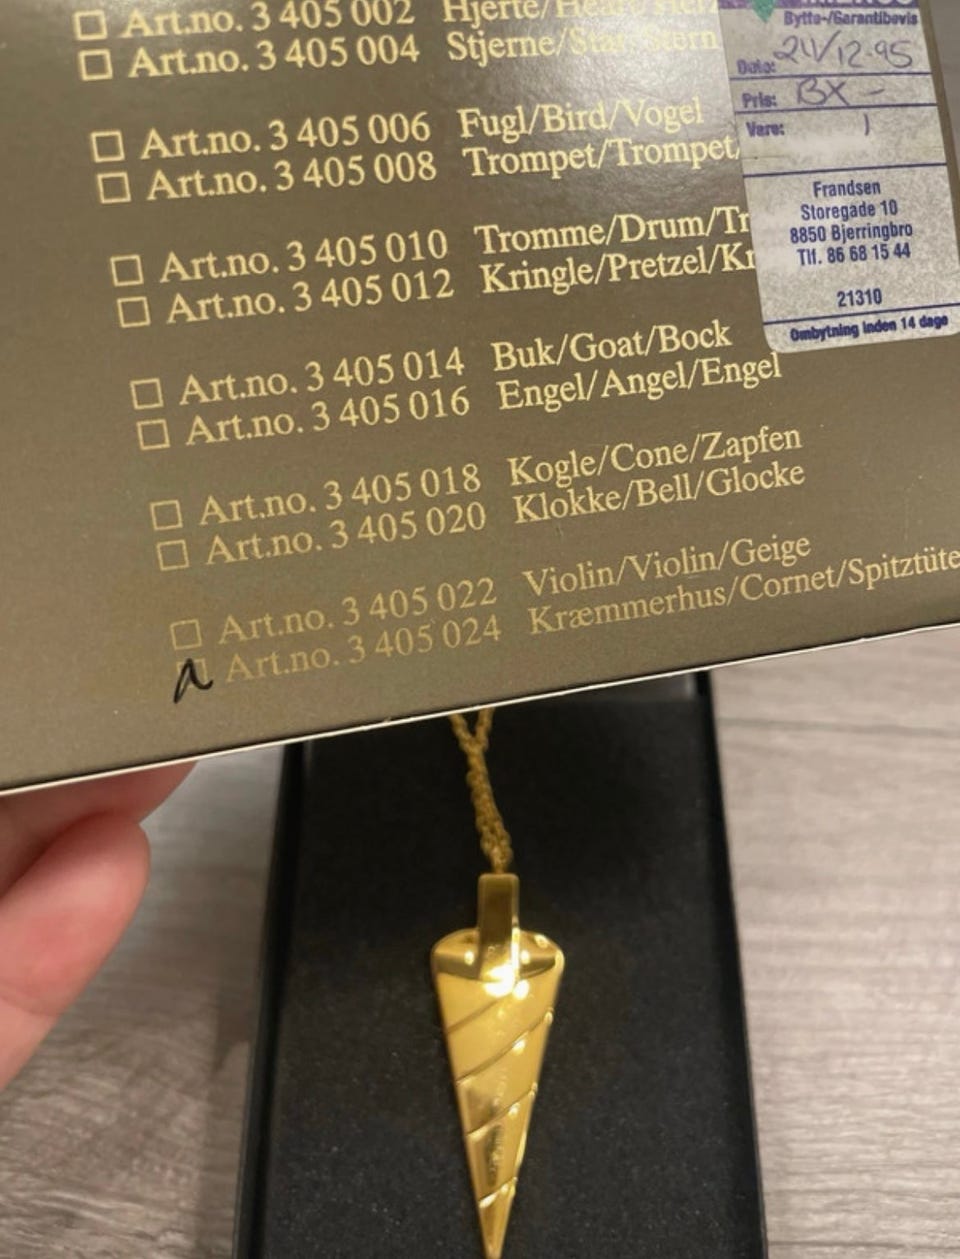 Art.no. 3 405 002 Hjerte/Heart/Herz
Art.no. 3 405 004 Stjerne/Star/Stern
Art.no. 3 405 006 Fugl/Bird/Vogel
Art.no. 3 405 008 Trompet/Trompet/
Art.no. 3 405 010 Tromme/Drum/Tr
Art.no. 3 405 012 Kringle/Pretzel/Kr
Art.no. 3 405 014 Buk/Goat/Bock
Art.no. 3 405 016 Engel/Angel/Engel
Art.no. 3 405 018 Kogle/Cone/Zapfen
Art.no. 3 405 020 Klokke/Bell/Glocke
Art.no. 3 405 022 Violin/Violin/Geige
Art.no. 3 405 024 Kræmmerhus/Cornet/Spitztüte
Bytte-/Garantibevis
Dato: 24/12-95
Pris:
Vare:
Frandsen
Storegade 10
8850 Bjerringbro
Tlf. 86 68 15 44
21310
Ombytning inden 14 dage